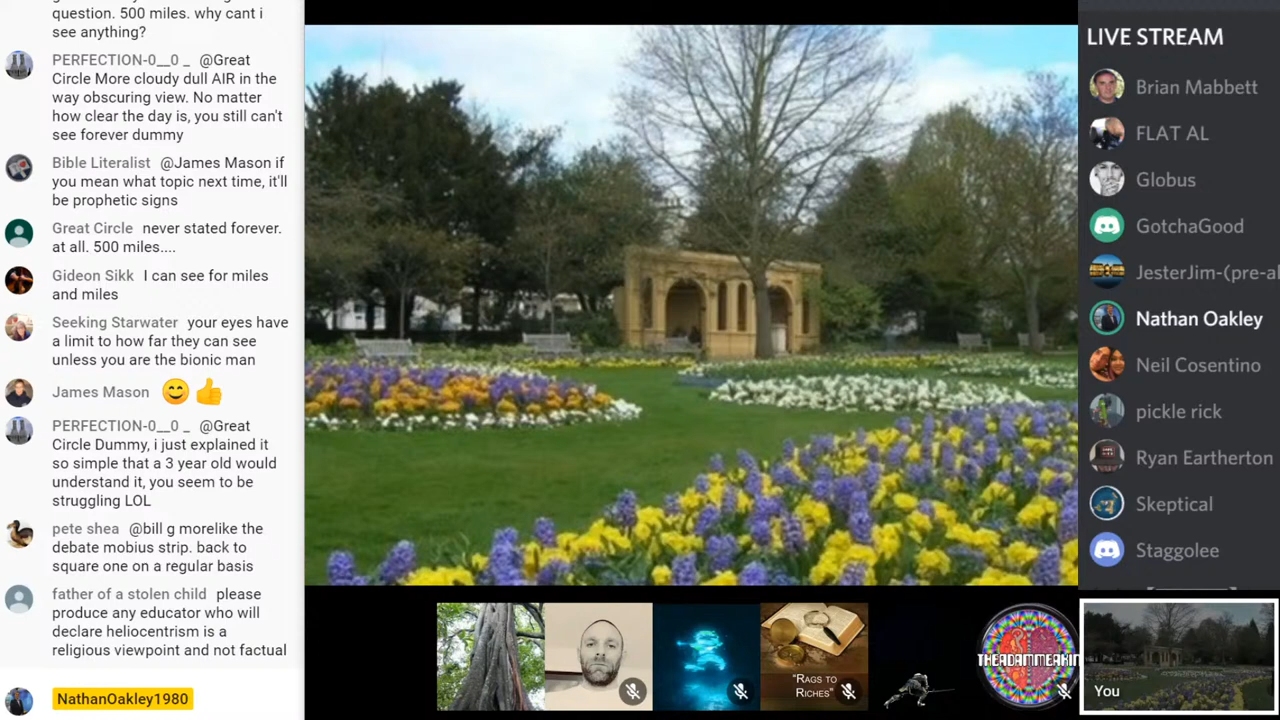 question. 500 miles. why cant i
see anything?
PERFECTION-0__0 _ @Great
Circle More cloudy dull AIR in the
way obscuring view. No matter
how clear the day is, you still can't
see forever dummy
Bible Literalist @James Mason if
you mean what topic next time, it'll
be prophetic signs
Great Circle never stated forever.
at all. 500 miles....
Gideon Sikk I can see for miles
and miles
Seeking Starwater your eyes have
a limit to how far they can see
unless you are the bionic man
James Mason 😊👍
PERFECTION-0__0 _ @Great
Circle Dummy, i just explained it
so simple that a 3 year old would
understand it, you seem to be
struggling LOL
pete shea @bill g morelike the
debate mobius strip. back to
square one on a regular basis
father of a stolen child please
produce any educator who will
declare heliocentrism is a
religious viewpoint and not factual
NathanOakley1980
"RAGS TO
RICHES"
THEADAMMEAKIN
You
LIVE STREAM
Brian Mabbett
FLAT AL
Globus
GotchaGood
JesterJim-(pre-al
Nathan Oakley
Neil Cosentino
pickle rick
Ryan Eartherton
Skeptical
Staggolee